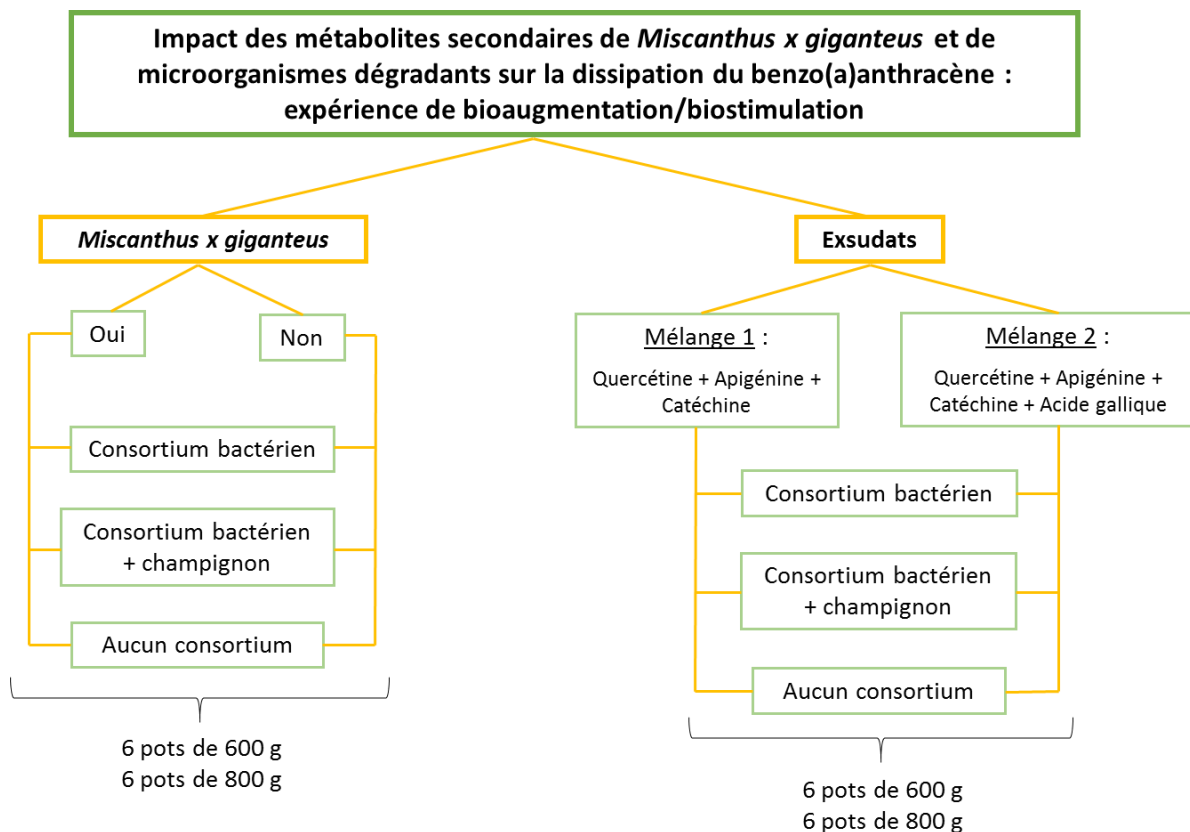 Impact des métabolites secondaires de Miscanthus x giganteus et de
microorganismes dégradants sur la dissipation du benzo(a)anthracène :
expérience de bioaugmentation/biostimulation
Miscanthus x giganteus
Oui
Non
Consortium bactérien
Consortium bactérien
+ champignon
Aucun consortium
6 pots de 600 g
6 pots de 800 g
Exsudats
Mélange 1 :
Quercétine + Apigénine +
Catéchine
Mélange 2 :
Quercétine + Apigénine +
Catéchine + Acide gallique
Consortium bactérien
Consortium bactérien
+ champignon
Aucun consortium
6 pots de 600 g
6 pots de 800 g